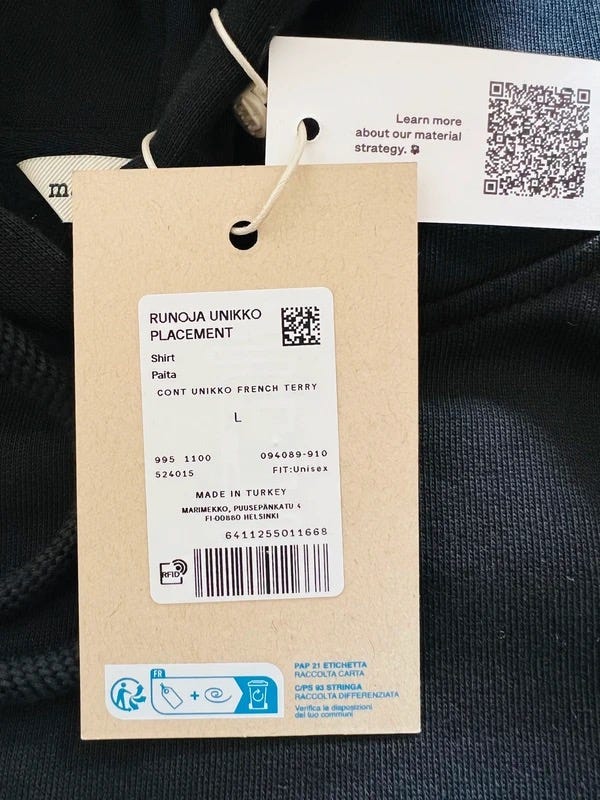 Learn more
about our material
strategy.
RUNOJA UNIKKO
PLACEMENT
Shirt
Paita
CONT UNIKKO FRENCH TERRY
L
995 1100
094089-910
524015
FIT:Unisex
MADE IN TURKEY
MARIMEKKO, PUUSEPÄNKATU 4
FI-00880 HELSINKI
6411255011668
RFID
FR
PAP 21 ETICHETTA
RACCOLTA CARTA
C/PS 93 STRINGA
RACCOLTA DIFFERENZIATA
Verifica le disposizioni
del tuo comuni